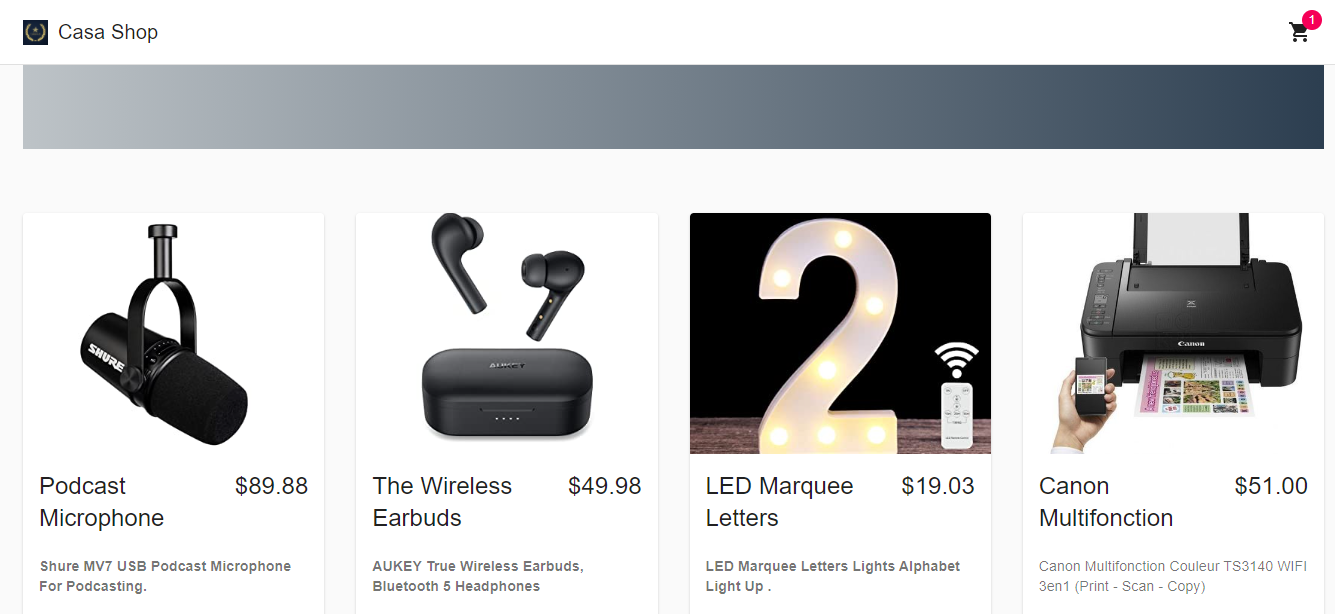 Casa Shop
1
SHURE
AUKEY
2
Canon
Podcast
Microphone
$89.88
The Wireless
Earbuds
$49.98
LED Marquee
Letters
$19.03
Canon
Multifonction
$51.00
Shure MV7 USB Podcast Microphone
For Podcasting.
AUKEY True Wireless Earbuds,
Bluetooth 5 Headphones
LED Marquee Letters Lights Alphabet
Light Up .
Canon Multifonction Couleur TS3140 WIFI
3en1 (Print - Scan - Copy)